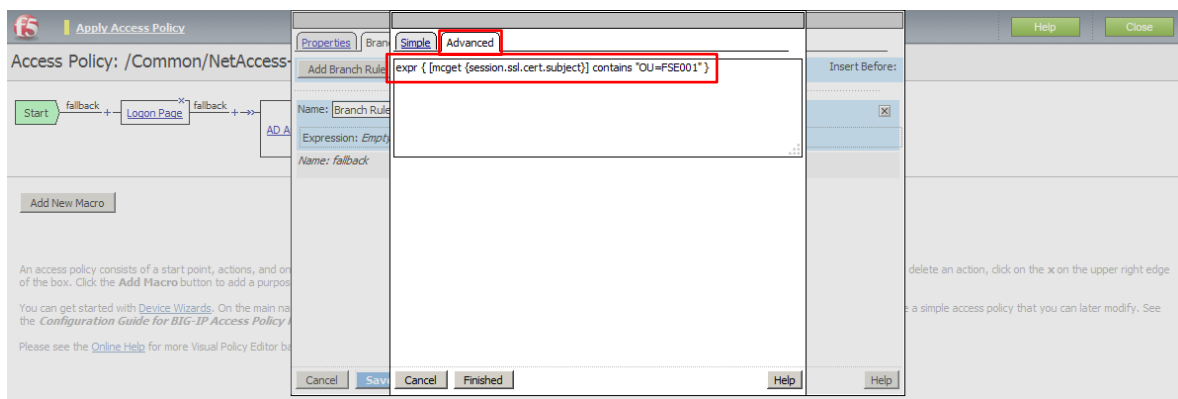 f5
Apply Access Policy
Help
Close
Access Policy: /Common/NetAccess-
Start
fallback
Logon Page
fallback
AD A
Properties
Bran
Add Branch Rule
Insert Before:
Name: Branch Rule
Expression: Empty
Name: fallback
Simple
Advanced
expr { [mcget {session.ssl.cert.subject}] contains "OU=FSE001" }
Add New Macro
An access policy consists of a start point, actions, and on
delete an action, click on the x on the upper right edge
of the box. Click the Add Macro button to add a purpos
You can get started with Device Wizards. On the main na
e a simple access policy that you can later modify. See
the Configuration Guide for BIG-IP Access Policy
Please see the Online Help for more Visual Policy Editor ba
Cancel
Save
Cancel
Finished
Help
Help